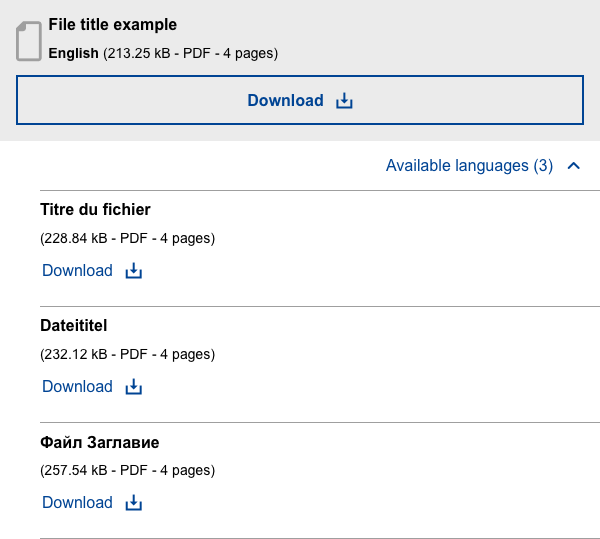 File title example
English (213.25 kB - PDF - 4 pages)
Download
Available languages (3)
Titre du fichier
(228.84 kB - PDF - 4 pages)
Download
Dateititel
(232.12 kB - PDF - 4 pages)
Download
Файл Заглавие
(257.54 kB - PDF - 4 pages)
Download